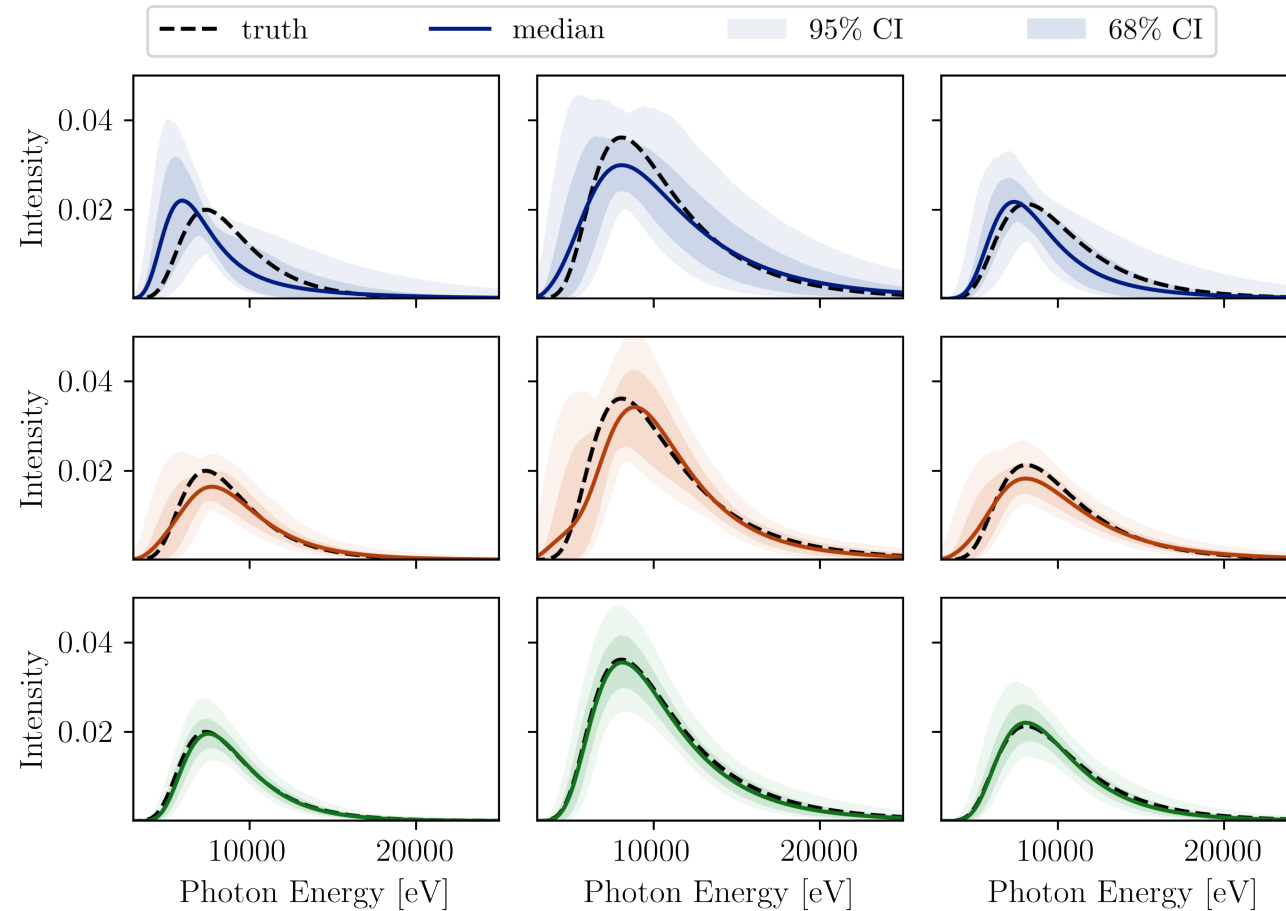 truth median 95% CI 68% CI
Intensity
0.04
0.02
Intensity
0.04
0.02
Intensity
0.04
0.02
10000 20000 10000 20000 10000 20000
Photon Energy [eV] Photon Energy [eV] Photon Energy [eV]